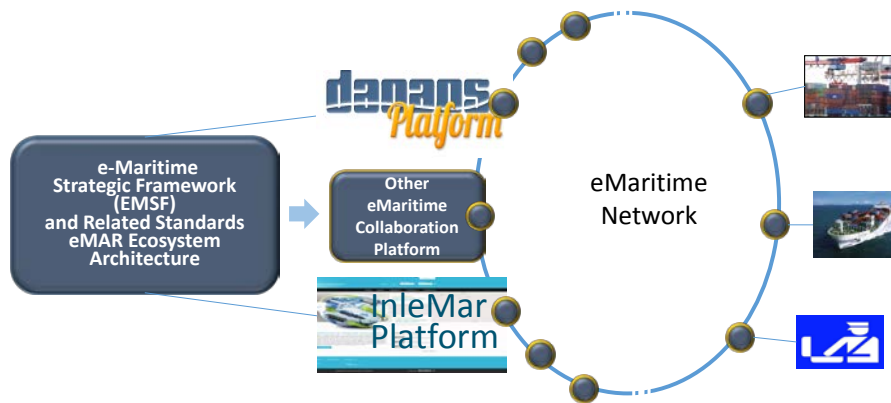 e-Maritime
Strategic Framework
(EMSF)
and Related Standards
eMAR Ecosystem
Architecture
danaos
Platform
Other
eMaritime
Collaboration
Platform
InleMar
Platform
eMaritime
Network